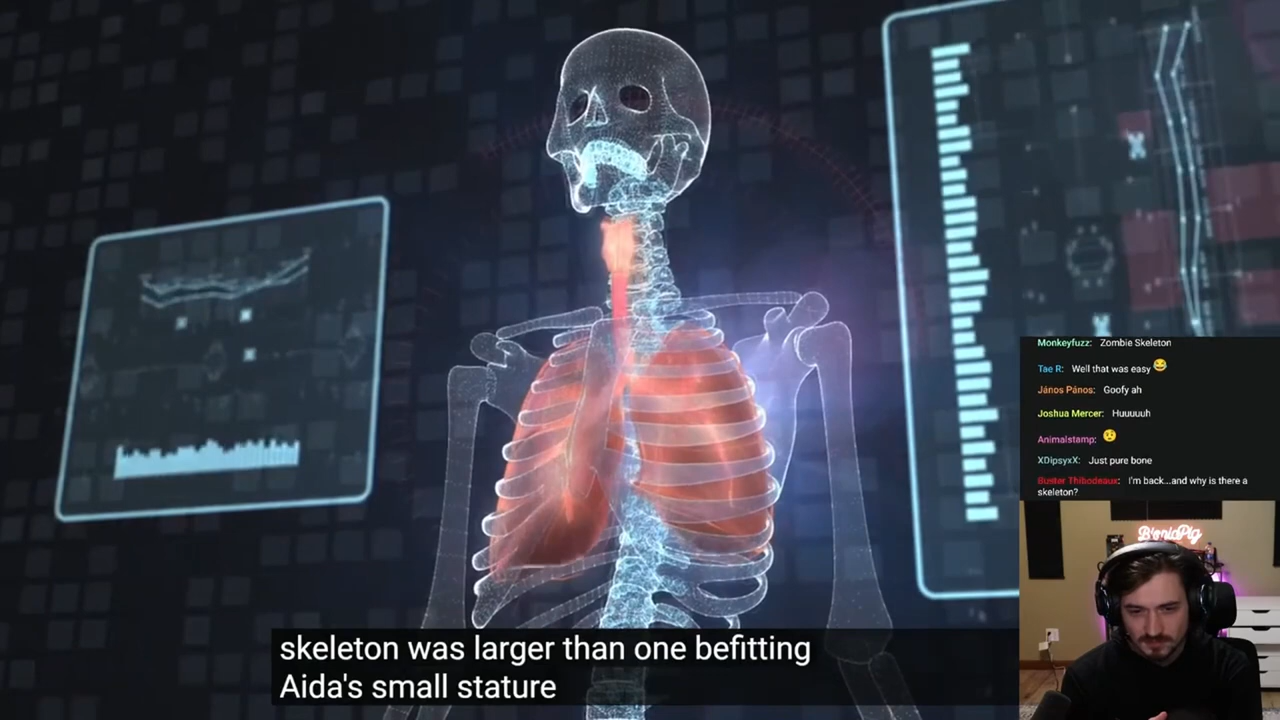 Monkeyfuzz: Zombie Skeleton
Tae R: Well that was easy 😂
János Pános: Goofy ah
Joshua Mercer: Huuuuuh
Animalstamp: 🤨
XDipsyxX: Just pure bone
Buster Thibodeaux: I'm back...and why is there a
skeleton?
BionicPig
skeleton was larger than one befitting
Aida's small stature